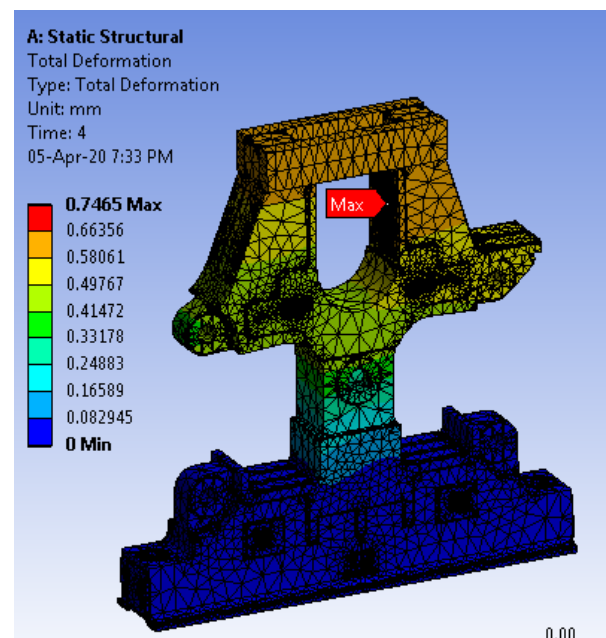 A: Static Structural
Total Deformation
Type: Total Deformation
Unit: mm
Time: 4
05-Apr-20 7:33 PM
0.7465 Max
0.66356
0.58061
0.49767
0.41472
0.33178
0.24883
0.16589
0.082945
0 Min
Max
0.00